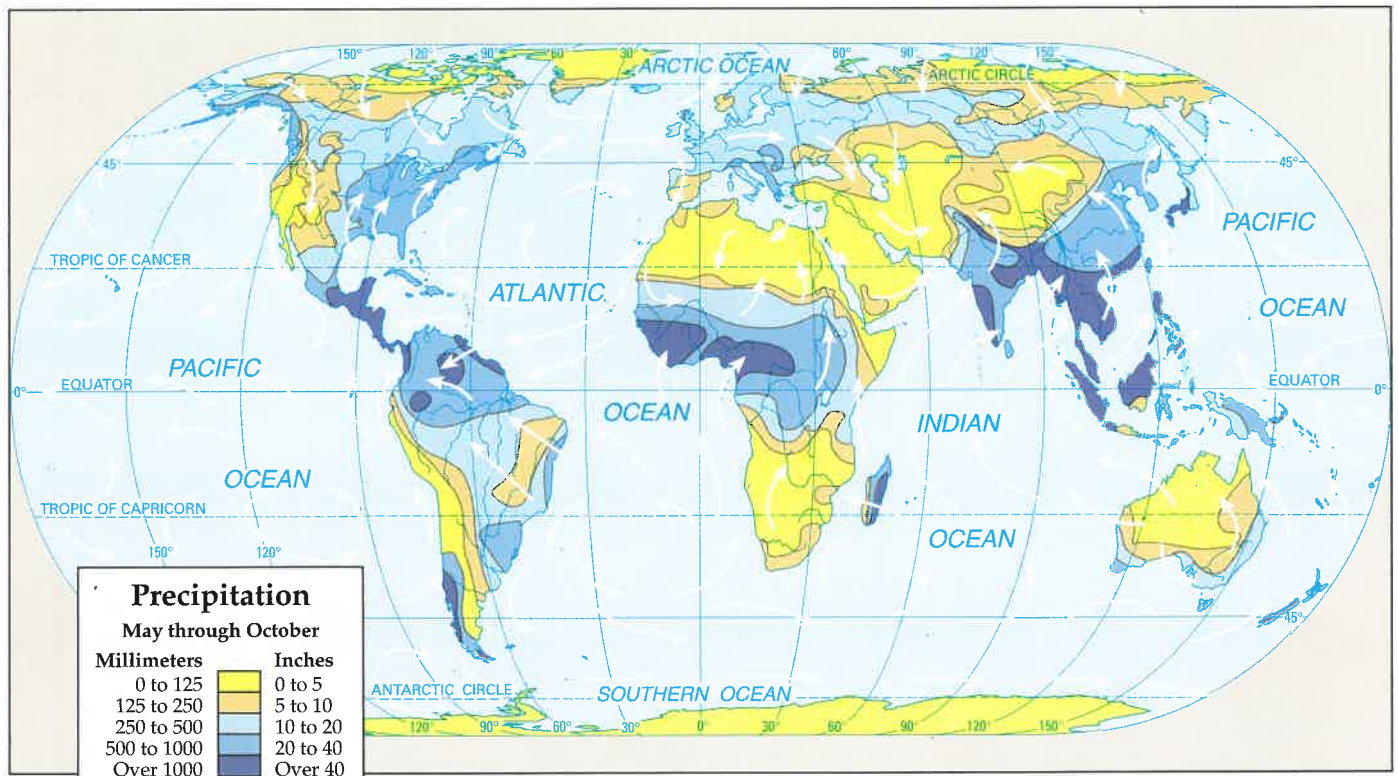 150° 120° 90° 60° 30° 60° 90° 120 150
ARCTIC OCEAN
ARCTIC CIRCLE
45° 45°
PACIFIC
TROPIC OF CANCER
ATLANTIC
OCEAN
PACIFIC
EQUATOR
EQUATOR
0° 0°
OCEAN
INDIAN
OCEAN
TROPIC OF CAPRICORN
OCEAN
150° 120°
Precipitation
May through October
Millimeters Inches
0 to 125 0 to 5
125 to 250 5 to 10
250 to 500 10 to 20
500 to 1000 20 to 40
Over 1000 Over 40
45°
ANTARCTIC CIRCLE
SOUTHERN OCEAN
120° 90° 60° 30° 0 30° 60 90 120 150